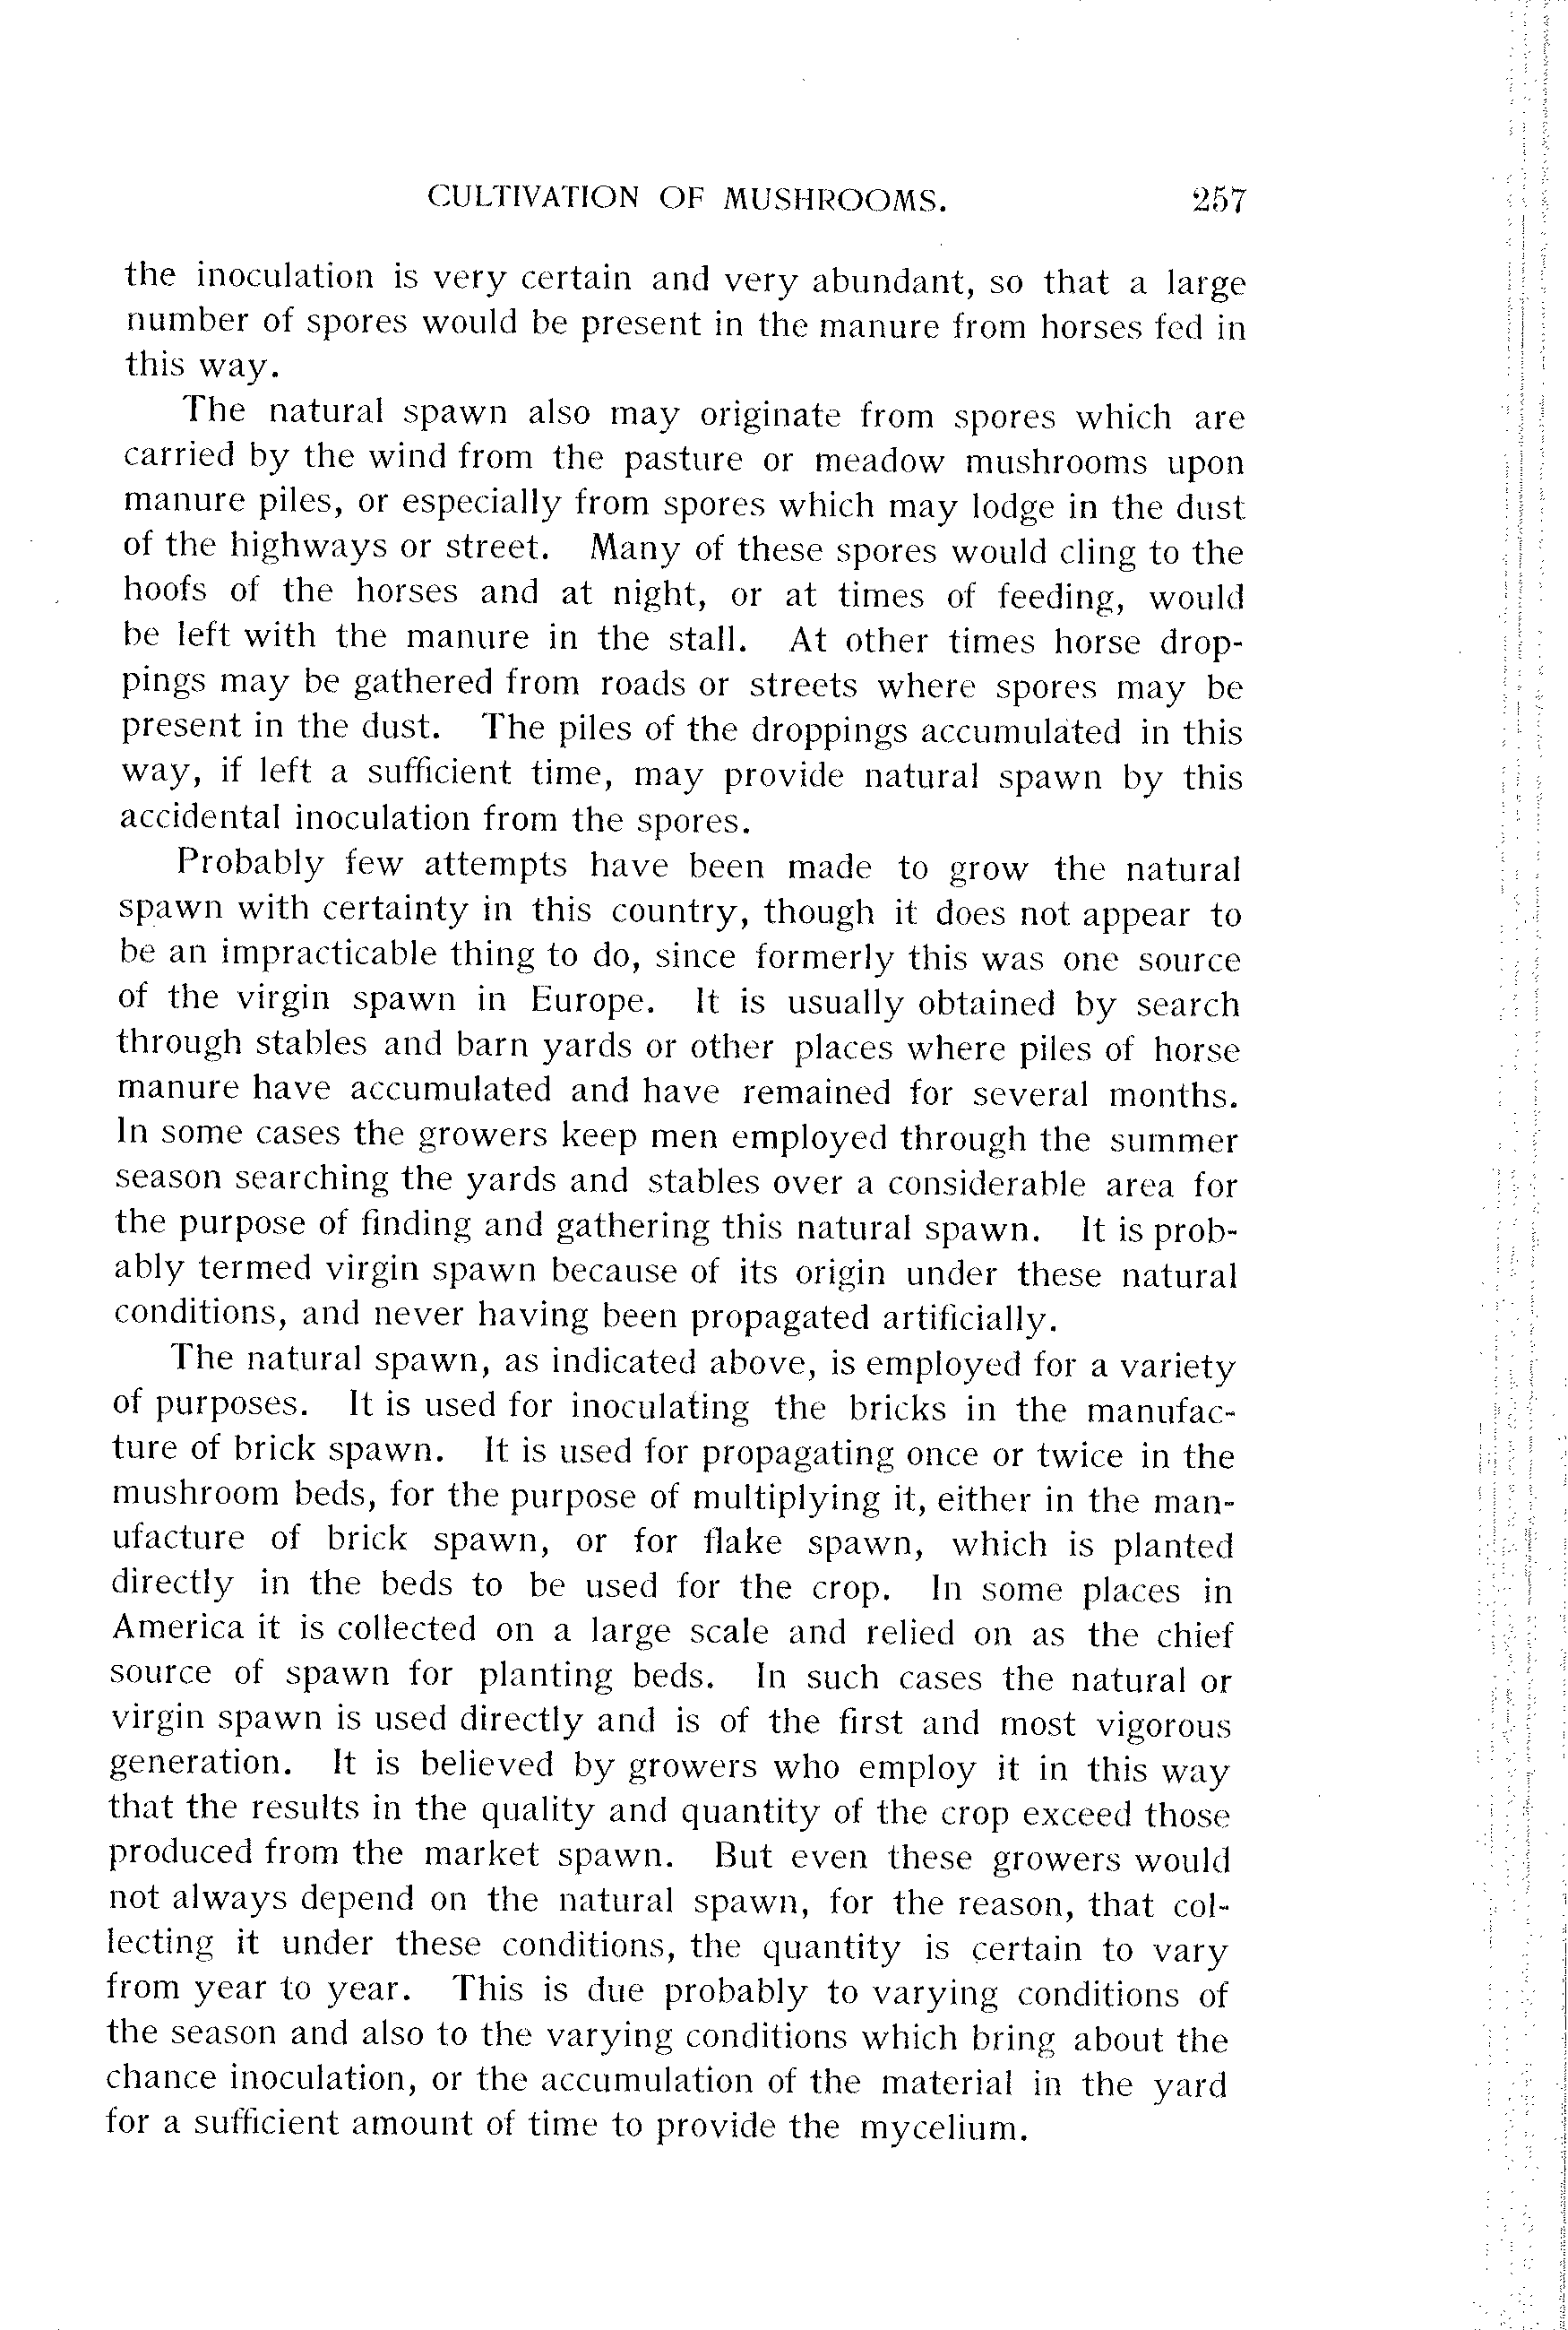 CULTIVATION OF MUSHROOMS. 257
the inoculation is very certain and very abundant, so that a large
number of spores would be present in the manure from horses fed in
this way.
The natural spawn also may originate from spores which are
carried by the wind from the pasture or meadow mushrooms upon
manure piles, or especially from spores which may lodge in the dust
of the highways or street. Many of these spores would cling to the
hoofs of the horses and at night, or at times of feeding, would
be left with the manure in the stall. At other times horse drop-
pings may be gathered from roads or streets where spores may be
present in the dust. The piles of the droppings accumulated in this
way, if left a sufficient time, may provide natural spawn by this
accidental inoculation from the spores.
Probably few attempts have been made to grow the natural
spawn with certainty in this country, though it does not appear to
be an impracticable thing to do, since formerly this was one source
of the virgin spawn in Europe. It is usually obtained by search
through stables and barn yards or other places where piles of horse
manure have accumulated and have remained for several months.
In some cases the growers keep men employed through the summer
season searching the yards and stables over a considerable area for
the purpose of finding and gathering this natural spawn. It is prob-
ably termed virgin spawn because of its origin under these natural
conditions, and never having been propagated artificially.
The natural spawn, as indicated above, is employed for a variety
of purposes. It is used for inoculating the bricks in the manufac-
ture of brick spawn. It is used for propagating once or twice in the
mushroom beds, for the purpose of multiplying it, either in the man-
ufacture of brick spawn, or for flake spawn, which is planted
directly in the beds to be used for the crop. In some places in
America it is collected on a large scale and relied on as the chief
source of spawn for planting beds. In such cases the natural or
virgin spawn is used directly and is of the first and most vigorous
generation. It is believed by growers who employ it in this way
that the results in the quality and quantity of the crop exceed those
produced from the market spawn. But even these growers would
not always depend on the natural spawn, for the reason, that col-
lecting it under these conditions, the quantity is certain to vary
from year to year. This is due probably to varying conditions of
the season and also to the varying conditions which bring about the
chance inoculation, or the accumulation of the material in the yard
for a sufficient amount of time to provide the mycelium.